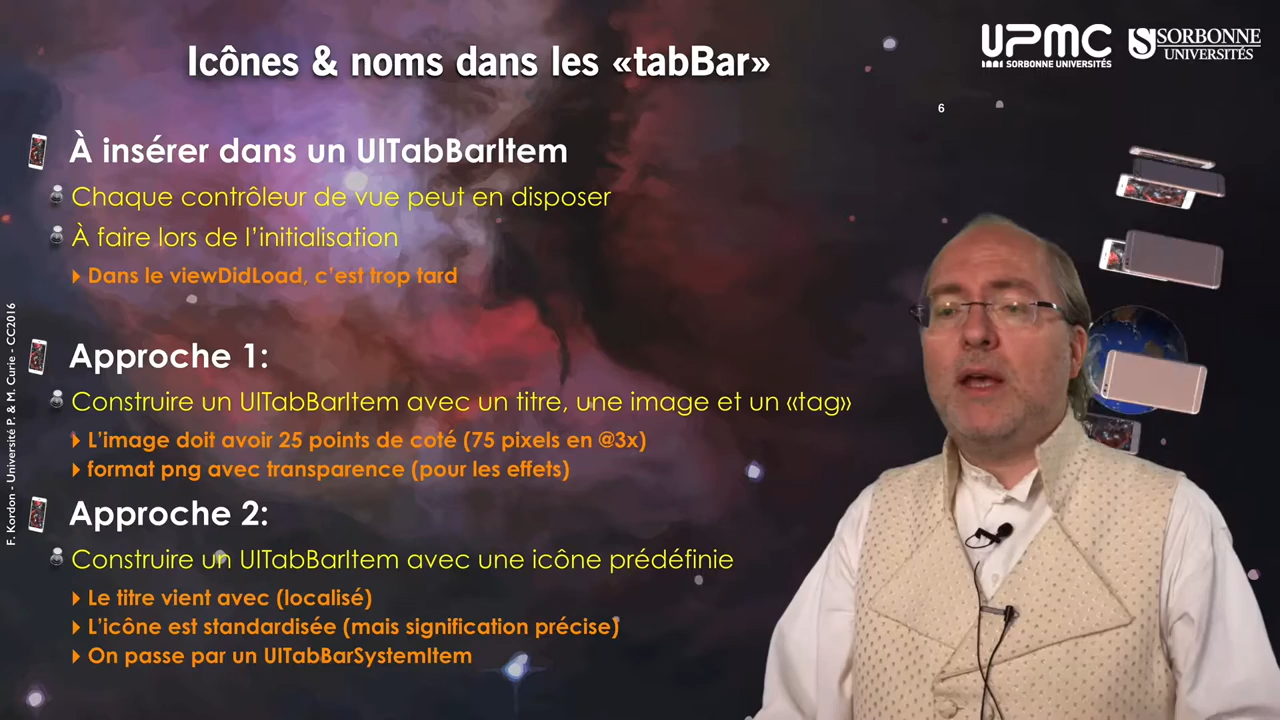 Icônes & noms dans les «tabBar»
UPMC
SORBONNE UNIVERSITÉS
SORBONNE
UNIVERSITÉS
6
À insérer dans un UITabBarItem
Chaque contrôleur de vue peut en disposer
À faire lors de l'initialisation
Dans le viewDidLoad, c'est trop tard
Approche 1:
Construire un UITabBarItem avec un titre, une image et un «tag»
L'image doit avoir 25 points de coté (75 pixels en @3x)
format png avec transparence (pour les effets)
Approche 2:
Construire un UITabBarItem avec une icône prédéfinie
Le titre vient avec (localisé)
L'icône est standardisée (mais signification précise)
On passe par un UITabBarSystemItem
F. Kordon - Université P. & M. Curie - CC2016